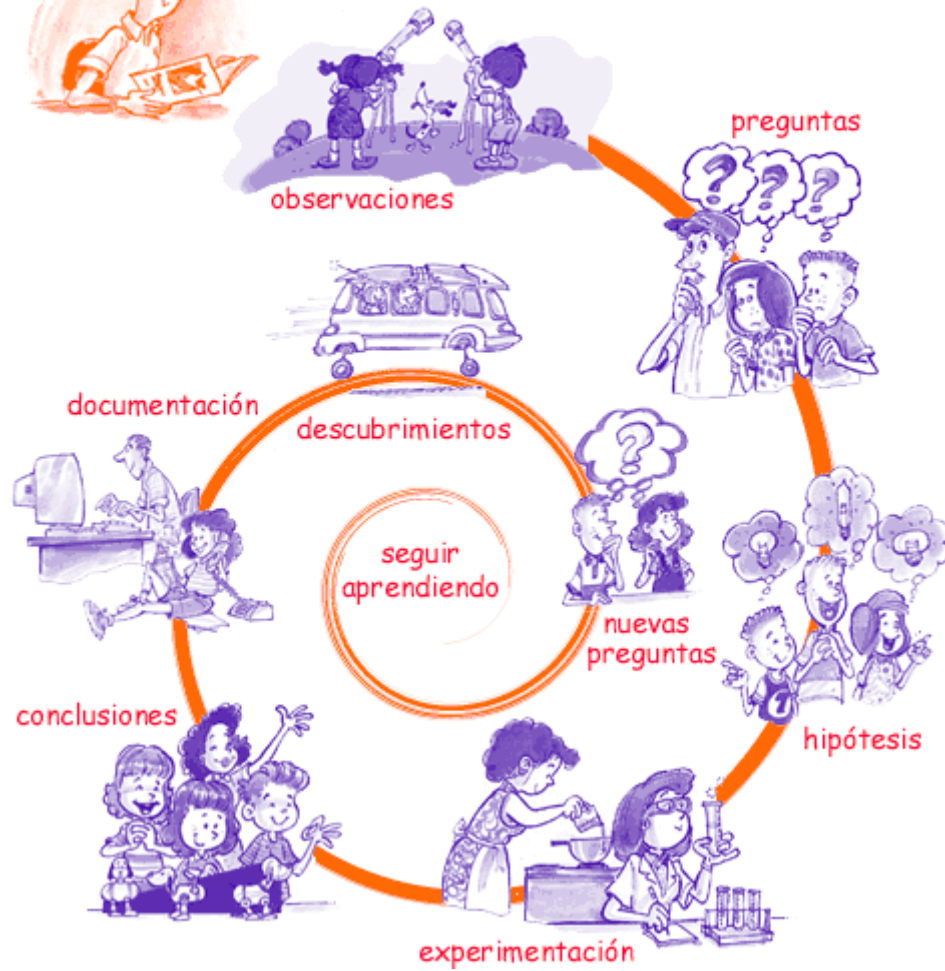 observaciones
preguntas
hipótesis
experimentación
conclusiones
documentación
descubrimientos
nuevas
preguntas
seguir
aprendiendo